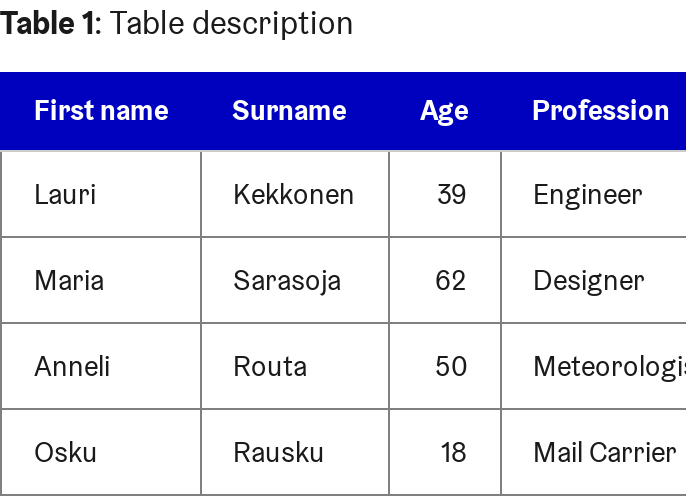 Table 1: Table description
First name Surname Age Profession
Lauri Kekkonen 39 Engineer
Maria Sarasoja 62 Designer
Anneli Routa 50 Meteorologis
Osku Rausku 18 Mail Carrier